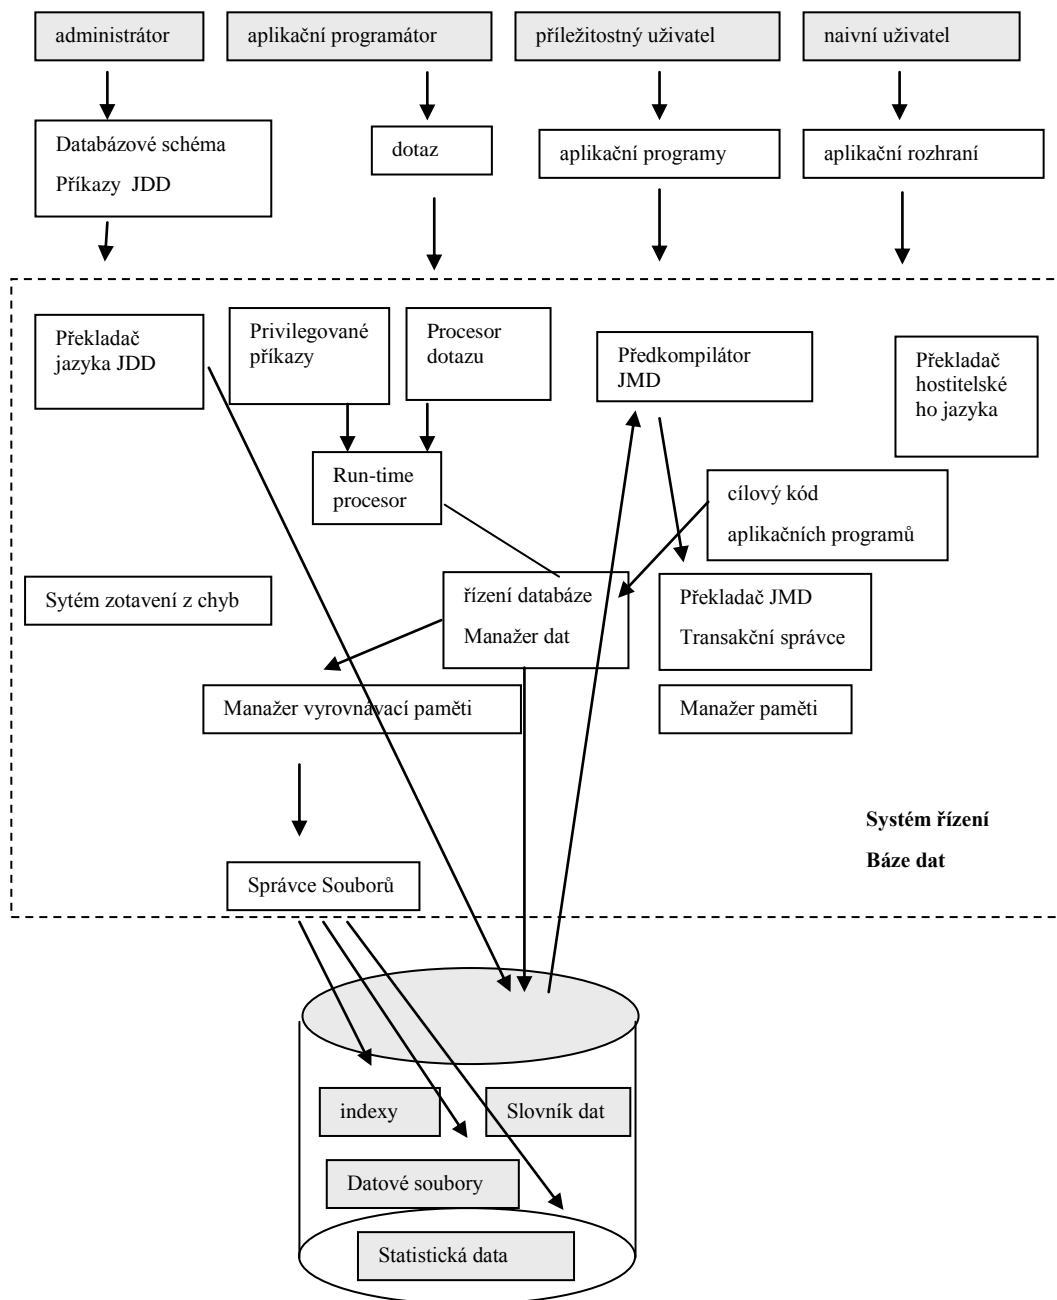 administrátor
aplikační programátor
příležitostný uživatel
naivní uživatel
Databázové schéma
Příkazy JDD
dotaz
aplikační programy
aplikační rozhraní
Překladač
jazyka JDD
Privilegované
příkazy
Procesor
dotazu
Předkompilátor
JMD
Překladač
hostitelské
ho jazyka
Run-time
procesor
cílový kód
aplikačních programů
Sytém zotavení z chyb
řízení databáze
Manažer dat
Překladač JMD
Transakční správce
Manažer vyrovnávací paměti
Manažer paměti
Systém řízení
Báze dat
Správce Souborů
indexy
Slovník dat
Datové soubory
Statistická data